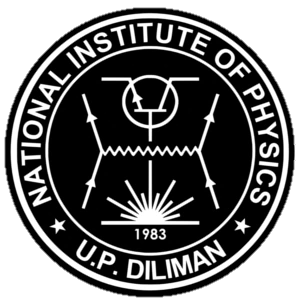 NATIONAL INSTITUTE OF PHYSICS
1983
U.P. DILIMAN